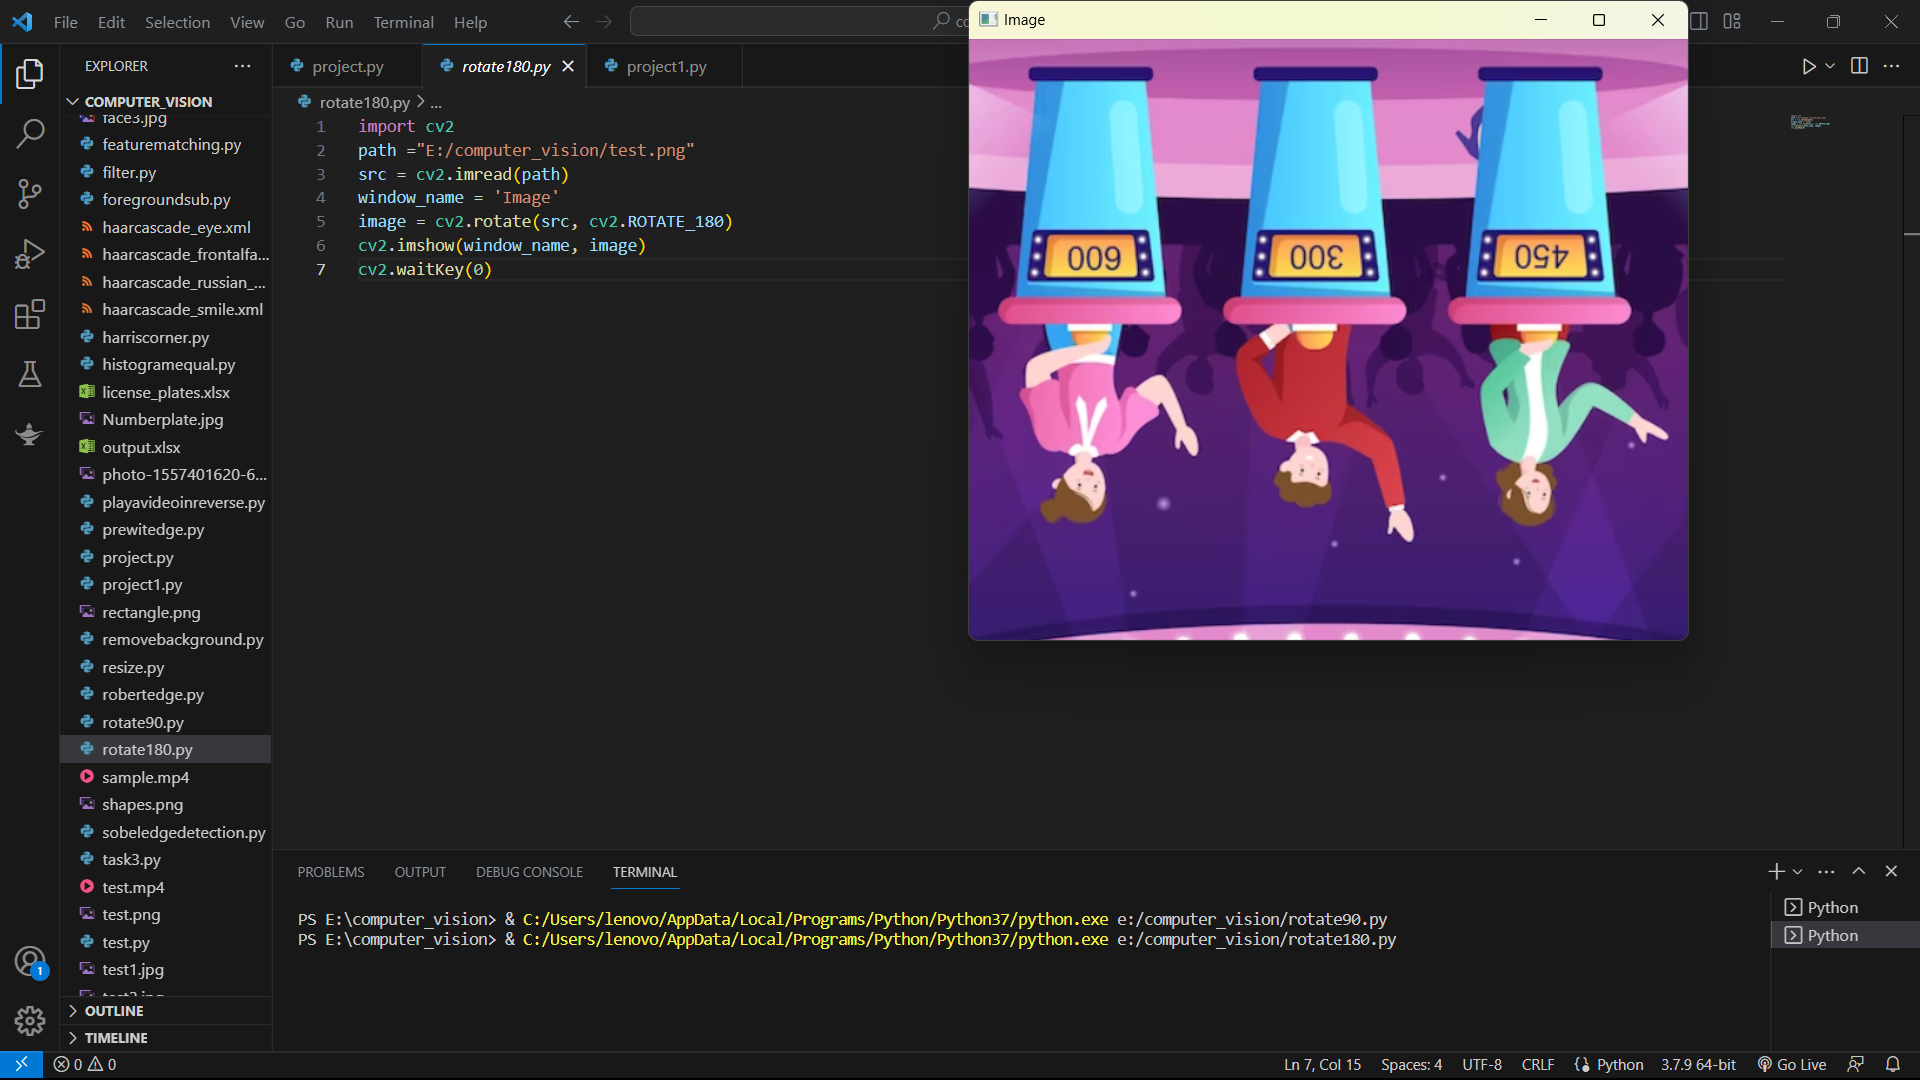 File Edit Selection View Go Run Terminal Help
Image
EXPLORER
COMPUTER_VISION
face3.jpg
featurematching.py
filter.py
foregroundsub.py
haarcascade_eye.xml
haarcascade_frontalfa...
haarcascade_russian_...
haarcascade_smile.xml
harriscorner.py
histogramequal.py
license_plates.xlsx
Numberplate.jpg
output.xlsx
photo-1557401620-6...
playavideoinreverse.py
prewitedge.py
project.py
project1.py
rectangle.png
removebackground.py
resize.py
robertedge.py
rotate90.py
rotate180.py
sample.mp4
shapes.png
sobeledgedetection.py
task3.py
test.mp4
test.png
test.py
test1.jpg
OUTLINE
TIMELINE
project.py rotate180.py project1.py
rotate180.py > ...
1 import cv2
2 path ="E:/computer_vision/test.png"
3 src = cv2.imread(path)
4 window_name = 'Image'
5 image = cv2.rotate(src, cv2.ROTATE_180)
6 cv2.imshow(window_name, image)
7 cv2.waitKey(0)
600 300 450
PROBLEMS OUTPUT DEBUG CONSOLE TERMINAL
PS E:\computer_vision> & C:/Users/lenovo/AppData/Local/Programs/Python/Python37/python.exe e:/computer_vision/rotate90.py
PS E:\computer_vision> & C:/Users/lenovo/AppData/Local/Programs/Python/Python37/python.exe e:/computer_vision/rotate180.py
Python
Python
1
0 0
Ln 7, Col 15 Spaces: 4 UTF-8 CRLF Python 3.7.9 64-bit Go Live